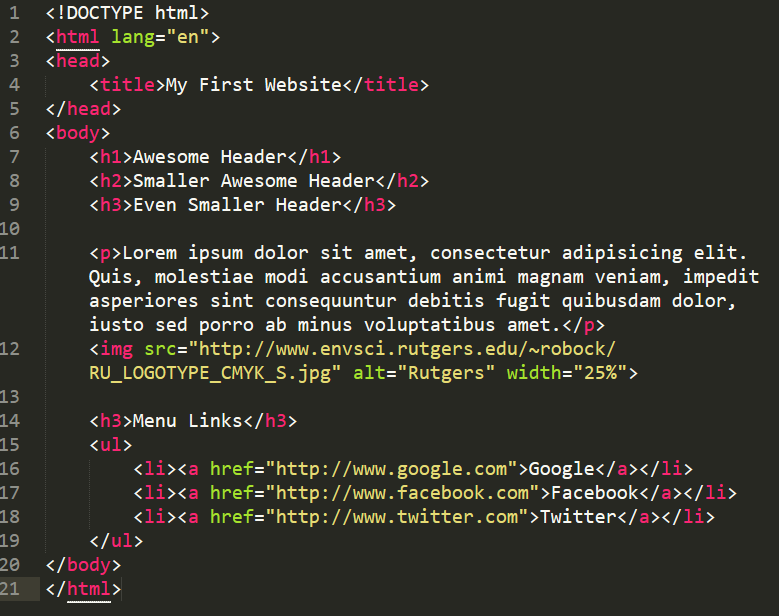 1 <!DOCTYPE html>
2 <html lang="en">
3 <head>
4     <title>My First Website</title>
5 </head>
6 <body>
7     <h1>Awesome Header</h1>
8     <h2>Smaller Awesome Header</h2>
9     <h3>Even Smaller Header</h3>
10
11     <p>Lorem ipsum dolor sit amet, consectetur adipisicing elit.
    Quis, molestiae modi accusantium animi magnam veniam, impedit
    asperiores sint consequuntur debitis fugit quibusdam dolor,
    iusto sed porro ab minus voluptatibus amet.</p>
12     <img src="http://www.envsci.rutgers.edu/~robock/
    RU_LOGOTYPE_CMYK_S.jpg" alt="Rutgers" width="25%">
13
14     <h3>Menu Links</h3>
15     <ul>
16         <li><a href="http://www.google.com">Google</a></li>
17         <li><a href="http://www.facebook.com">Facebook</a></li>
18         <li><a href="http://www.twitter.com">Twitter</a></li>
19     </ul>
20 </body>
21 </html>